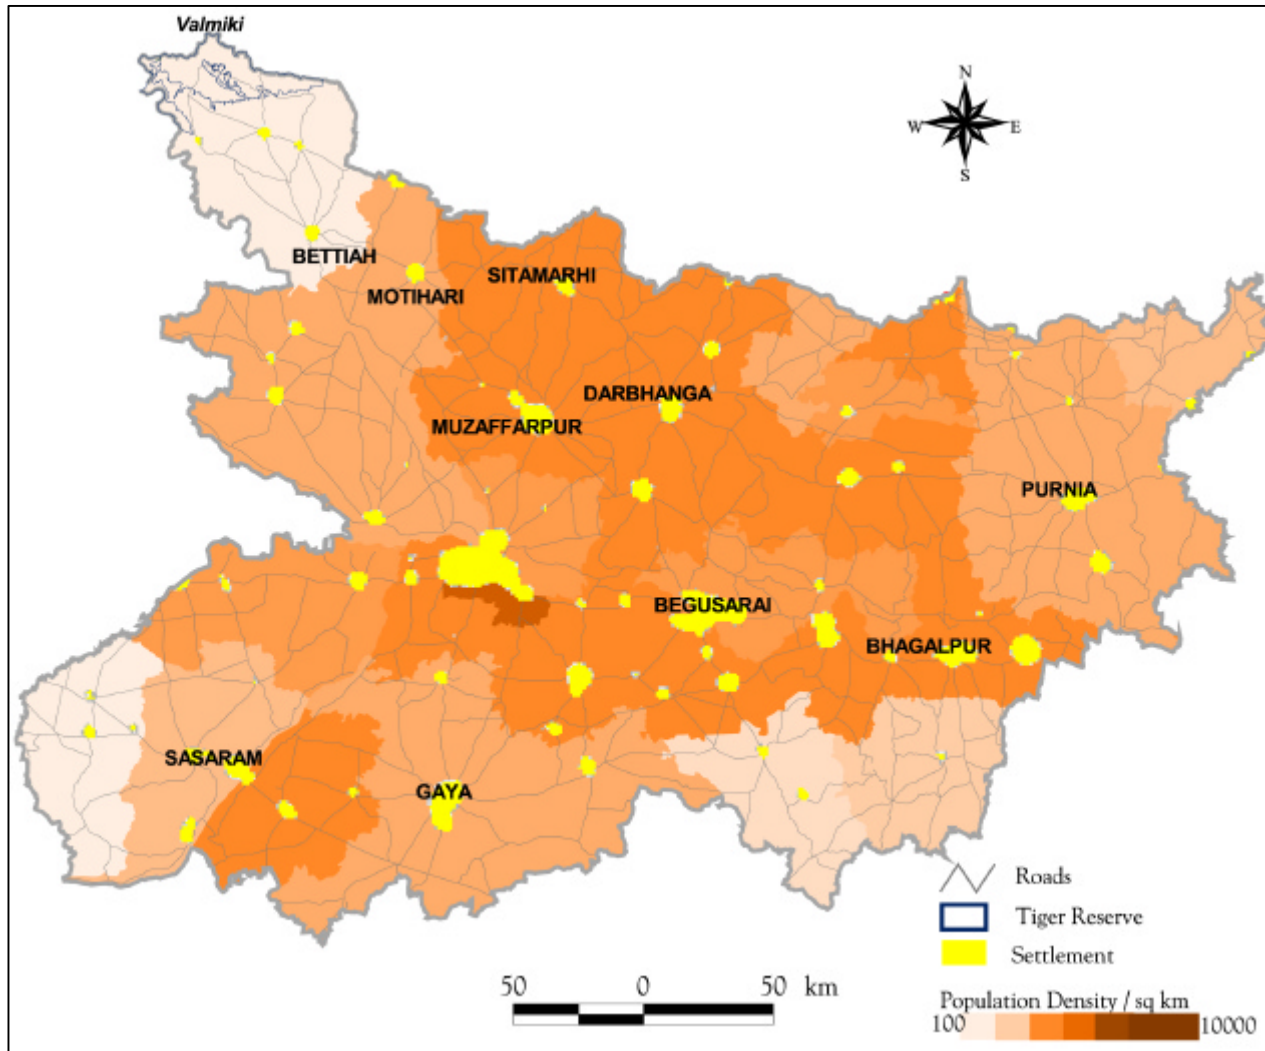 Valmiki
N
W E
S
BETTIAH
SITAMARHI
MOTIHARI
DARBHANGA
MUZAFFARPUR
PURNIA
BEGUSARAI
BHAGALPUR
SASARAM
GAYA
Roads
Tiger Reserve
Settlement
50 0 50 km
Population Density / sq km
100 10000